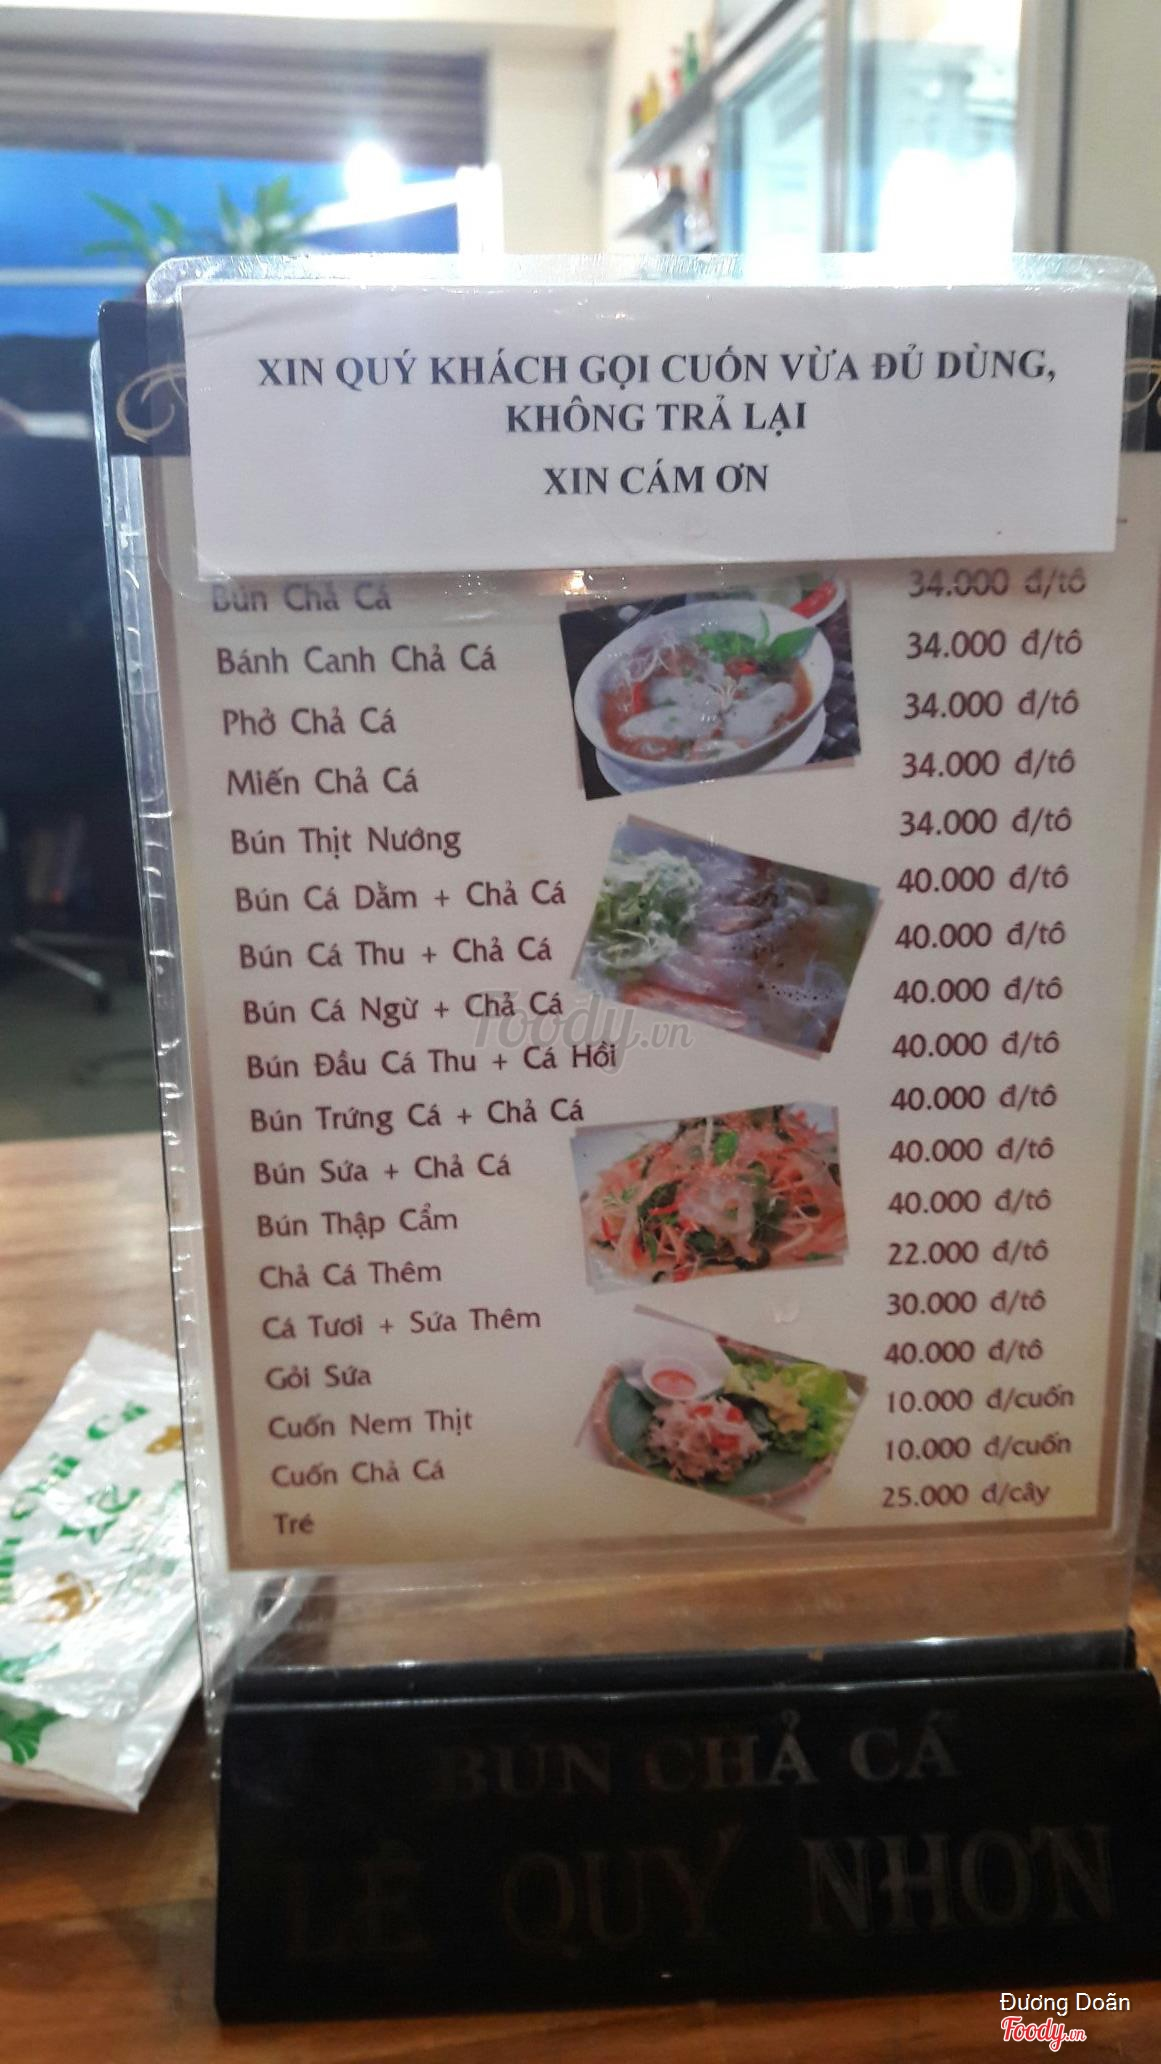 XIN QUÝ KHÁCH GỌI CUỐN VỪA ĐỦ DÙNG,
KHÔNG TRẢ LẠI
XIN CÁM ƠN
Bún Chả Cá 34.000 đ/tô
Bánh Canh Chả Cá 34.000 đ/tô
Phở Chả Cá 34.000 đ/tô
Miến Chả Cá 34.000 đ/tô
Bún Thịt Nướng 34.000 đ/tô
Bún Cá Dằm + Chả Cá 40.000 đ/tô
Bún Cá Thu + Chả Cá 40.000 đ/tô
Bún Cá Ngừ + Chả Cá 40.000 đ/tô
Bún Đầu Cá Thu + Cá Hồi 40.000 đ/tô
Bún Trứng Cá + Chả Cá 40.000 đ/tô
Bún Sứa + Chả Cá 40.000 đ/tô
Bún Thập Cẩm 40.000 đ/tô
Chả Cá Thêm 22.000 đ/tô
Cá Tươi + Sứa Thêm 30.000 đ/tô
Gỏi Sứa 40.000 đ/tô
Cuốn Nem Thịt 10.000 đ/cuốn
Cuốn Chả Cá 10.000 đ/cuốn
Tré 25.000 đ/cây
Foody.vn
BÚN CHẢ CÁ
LÊ QUÝ NHƠN
Đương Doãn
Foody.vn